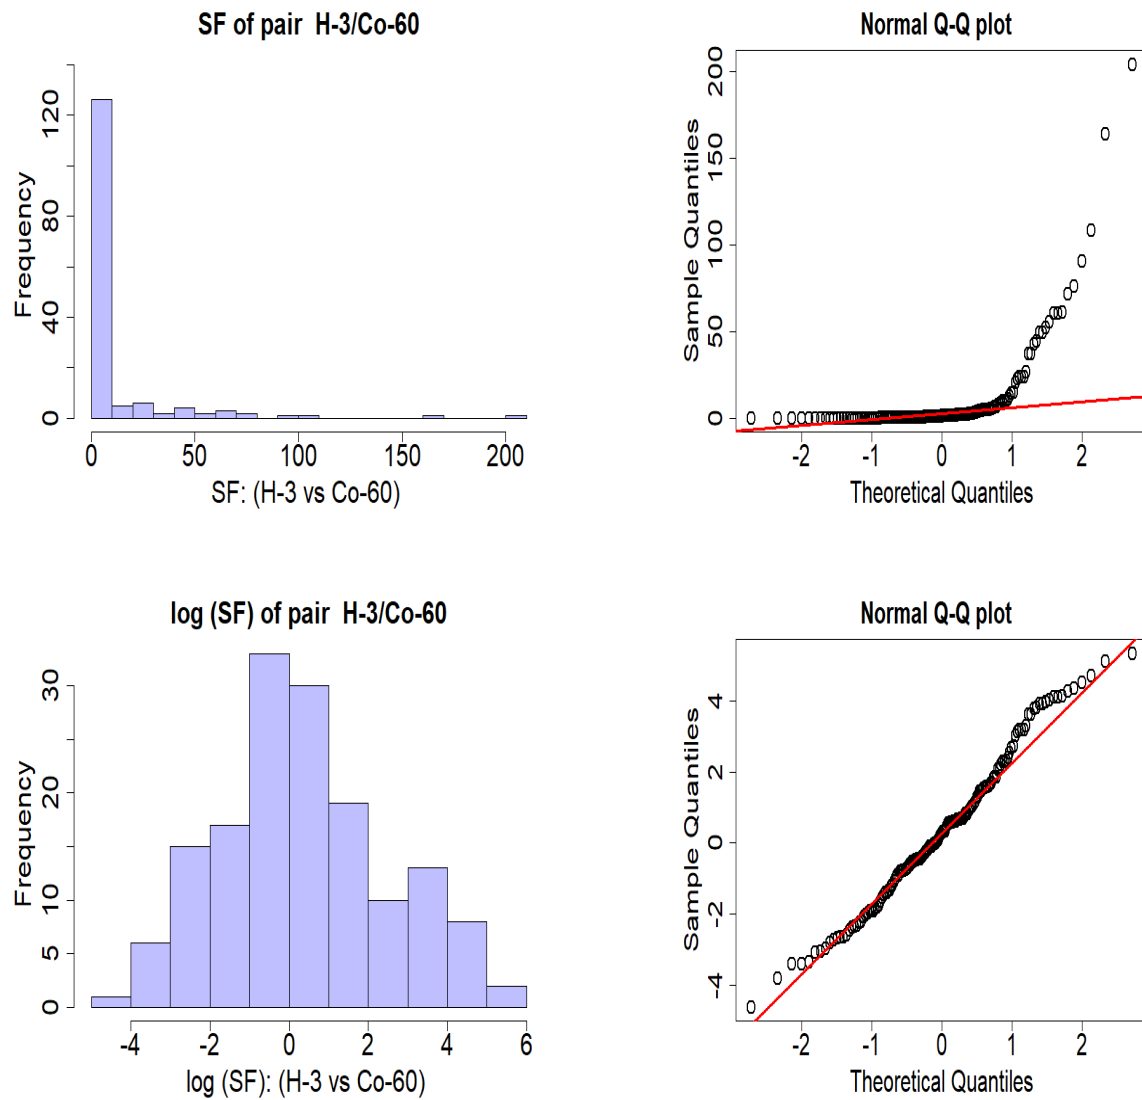 SF of pair H-3/Co-60
Frequency
120
80
40
0
0 50 100 150 200
SF: (H-3 vs Co-60)
Normal Q-Q plot
Sample Quantiles
200
150
100
50
0
-2 -1 0 1 2
Theoretical Quantiles
log (SF) of pair H-3/Co-60
Frequency
30
20
10
5
0
-4 -2 0 2 4 6
log (SF): (H-3 vs Co-60)
Normal Q-Q plot
Sample Quantiles
4
2
0
-2
-4
-2 -1 0 1 2
Theoretical Quantiles